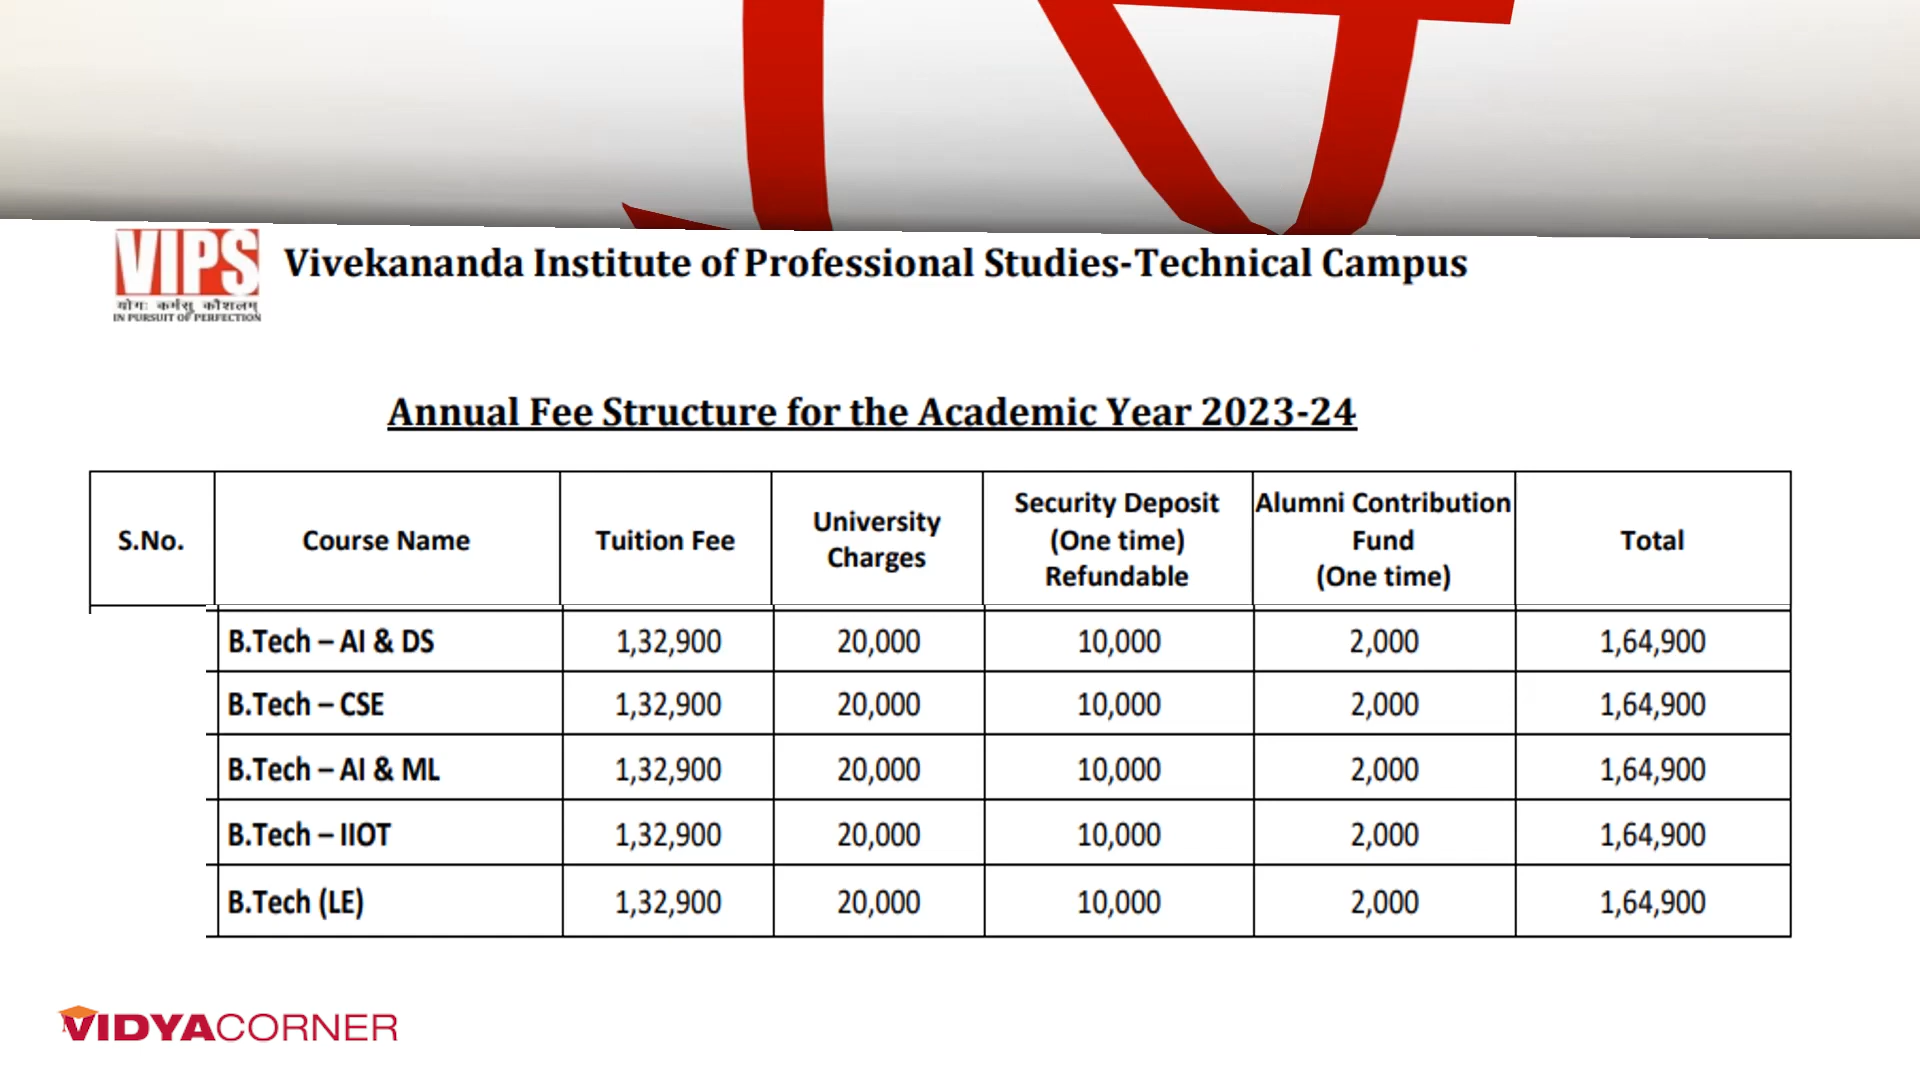 VIPS
योगः कर्मसु कौशलम्
IN PURSUIT OF PERFECTION
Vivekananda Institute of Professional Studies-Technical Campus
Annual Fee Structure for the Academic Year 2023-24
S.No. Course Name Tuition Fee University Charges Security Deposit (One time) Refundable Alumni Contribution Fund (One time) Total
B.Tech – AI & DS 1,32,900 20,000 10,000 2,000 1,64,900
B.Tech – CSE 1,32,900 20,000 10,000 2,000 1,64,900
B.Tech – AI & ML 1,32,900 20,000 10,000 2,000 1,64,900
B.Tech – IIOT 1,32,900 20,000 10,000 2,000 1,64,900
B.Tech (LE) 1,32,900 20,000 10,000 2,000 1,64,900
VIDYACORNER